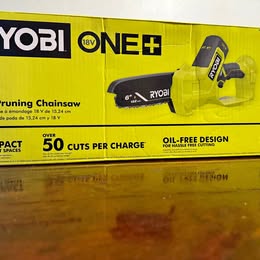 YOBI 18V ONE+
Pruning Chainsaw
e à émondage 18 V de 15,24 cm
de poda de 15,24 cm y 18 V
6"
RYOBI
PACT
T SPACES
OVER
50 CUTS PER CHARGE
OIL-FREE DESIGN
FOR HASSLE FREE CUTTING